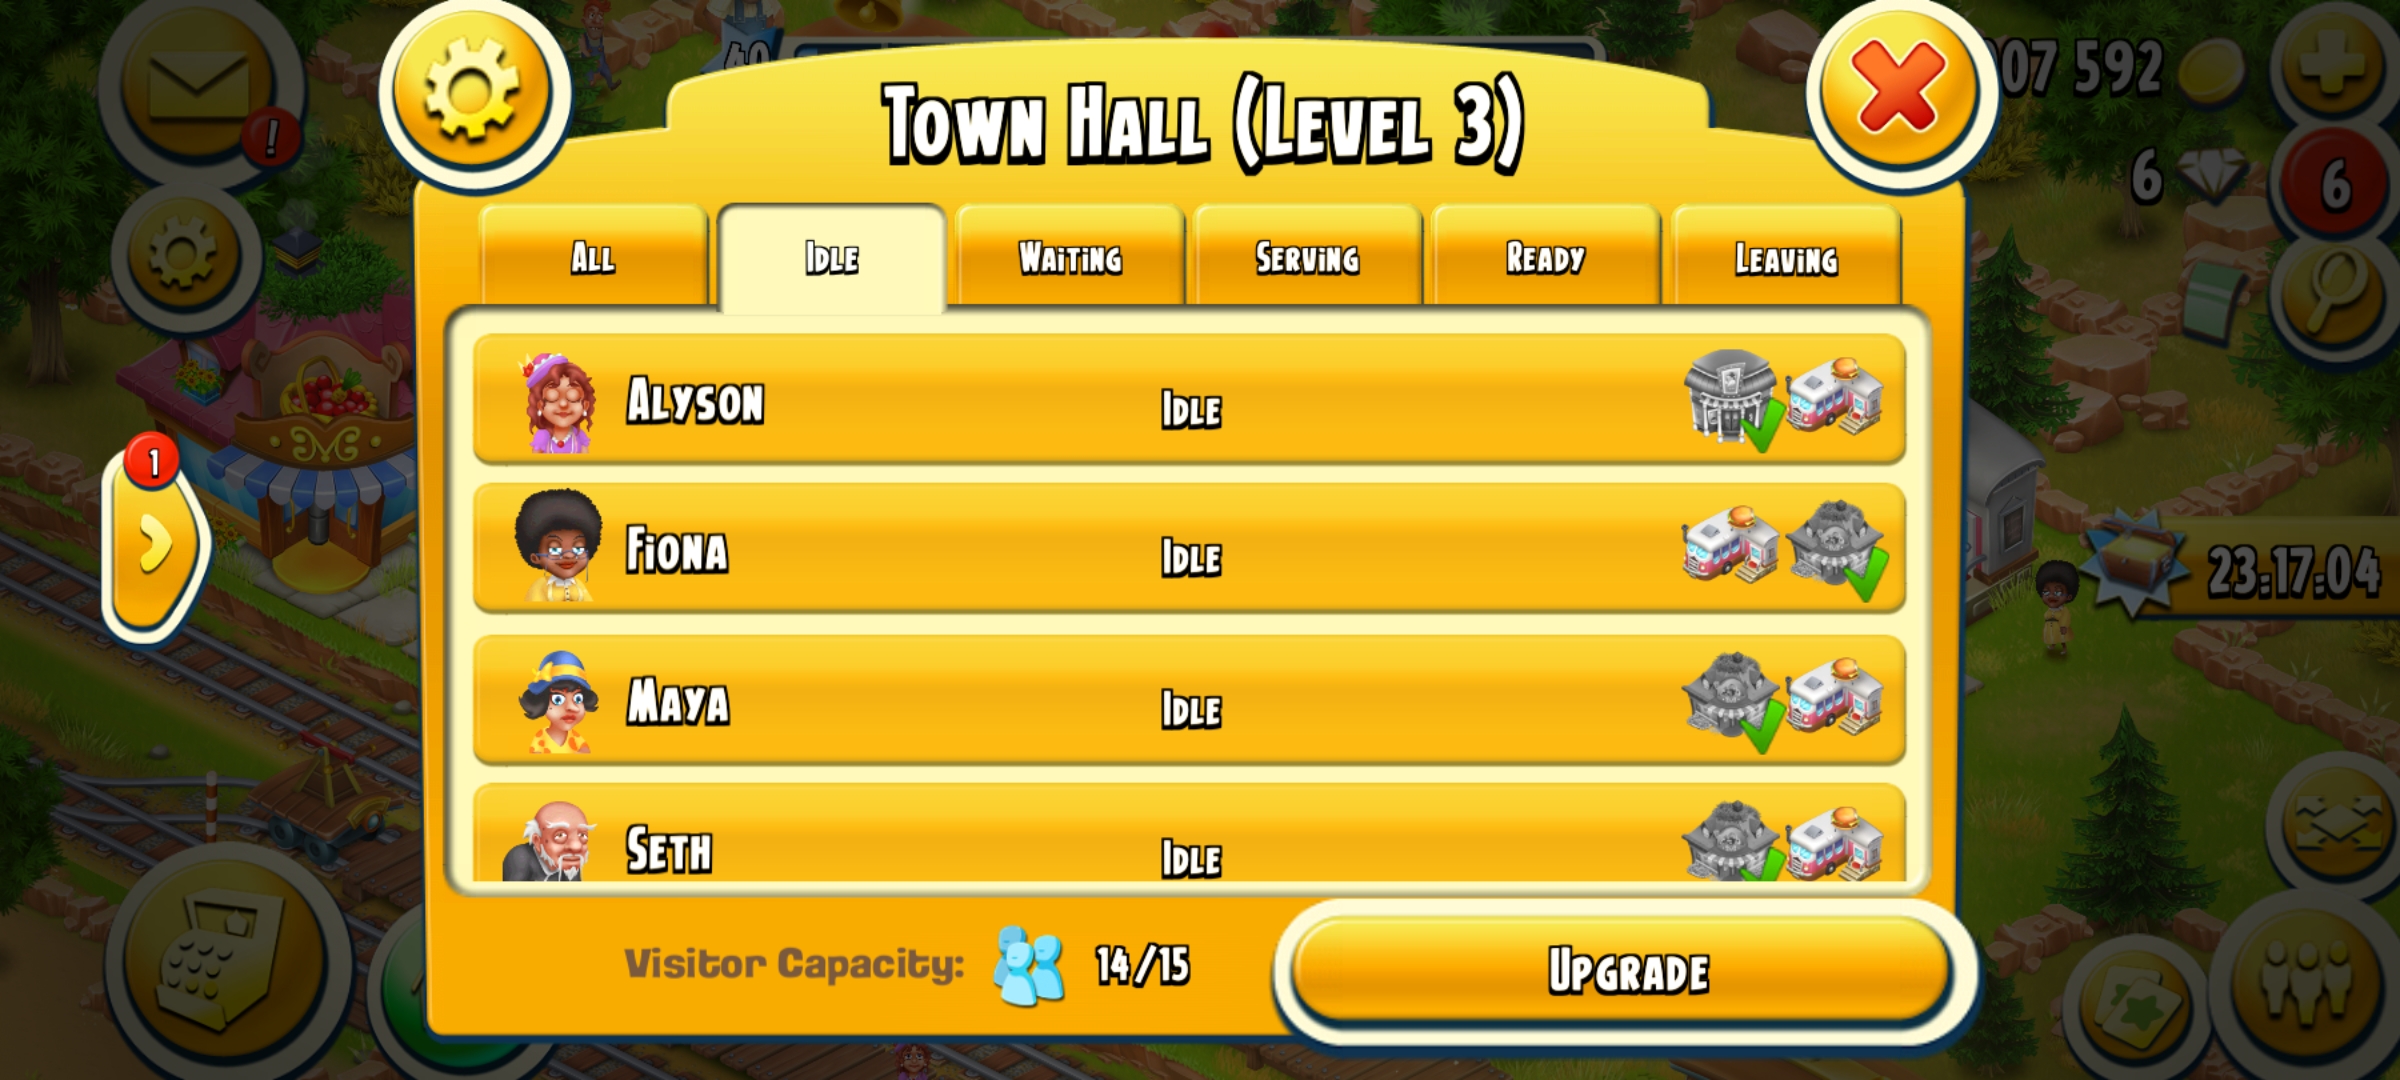 40
07 592
!
Town Hall (Level 3)
6
6
All
Idle
Waiting
Serving
Ready
Leaving
Alyson
Idle
1
Fiona
Idle
23:17:04
Maya
Idle
Seth
Idle
Visitor Capacity:
14/15
Upgrade